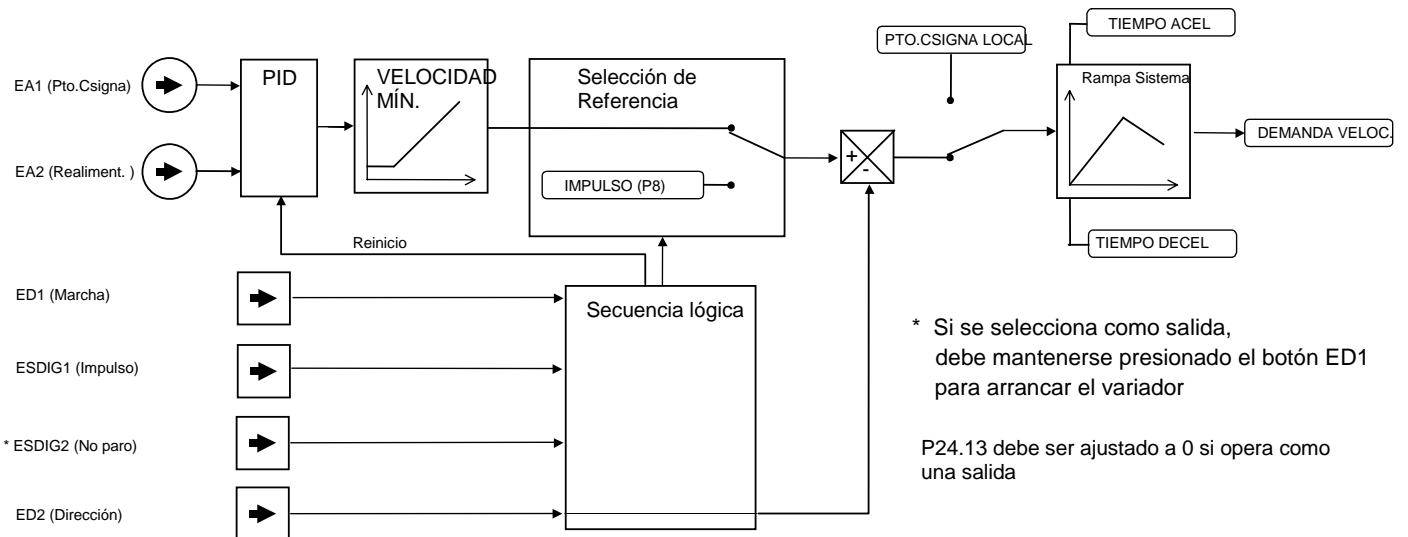 TIEMPO ACEL
PTO.CSIGNA LOCAL
EA1 (Pto.Csigna)
PID
VELOCIDAD
MÍN.
Selección de
Referencia
Rampa Sistema
+
-
DEMANDA VELOC.
EA2 (Realiment. )
IMPULSO (P8)
Reinicio
TIEMPO DECEL
ED1 (Marcha)
Secuencia lógica
ESDIG1 (Impulso)
* ESDIG2 (No paro)
ED2 (Dirección)
* Si se selecciona como salida,
debe mantenerse presionado el botón ED1
para arrancar el variador
P24.13 debe ser ajustado a 0 si opera como
una salida